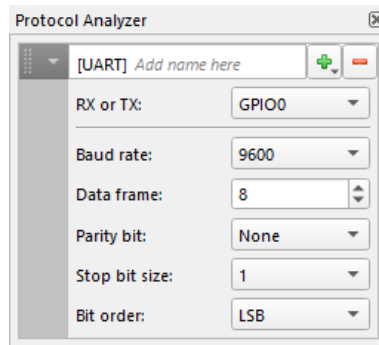 Protocol Analyzer
[UART] Add name here
RX or TX: GPIO0
Baud rate: 9600
Data frame: 8
Parity bit: None
Stop bit size: 1
Bit order: LSB